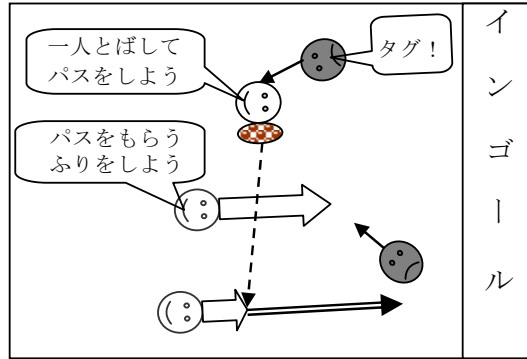 一人とばして
パスをしよう
タグ！
パスをもらう
ふりをしよう
インゴール